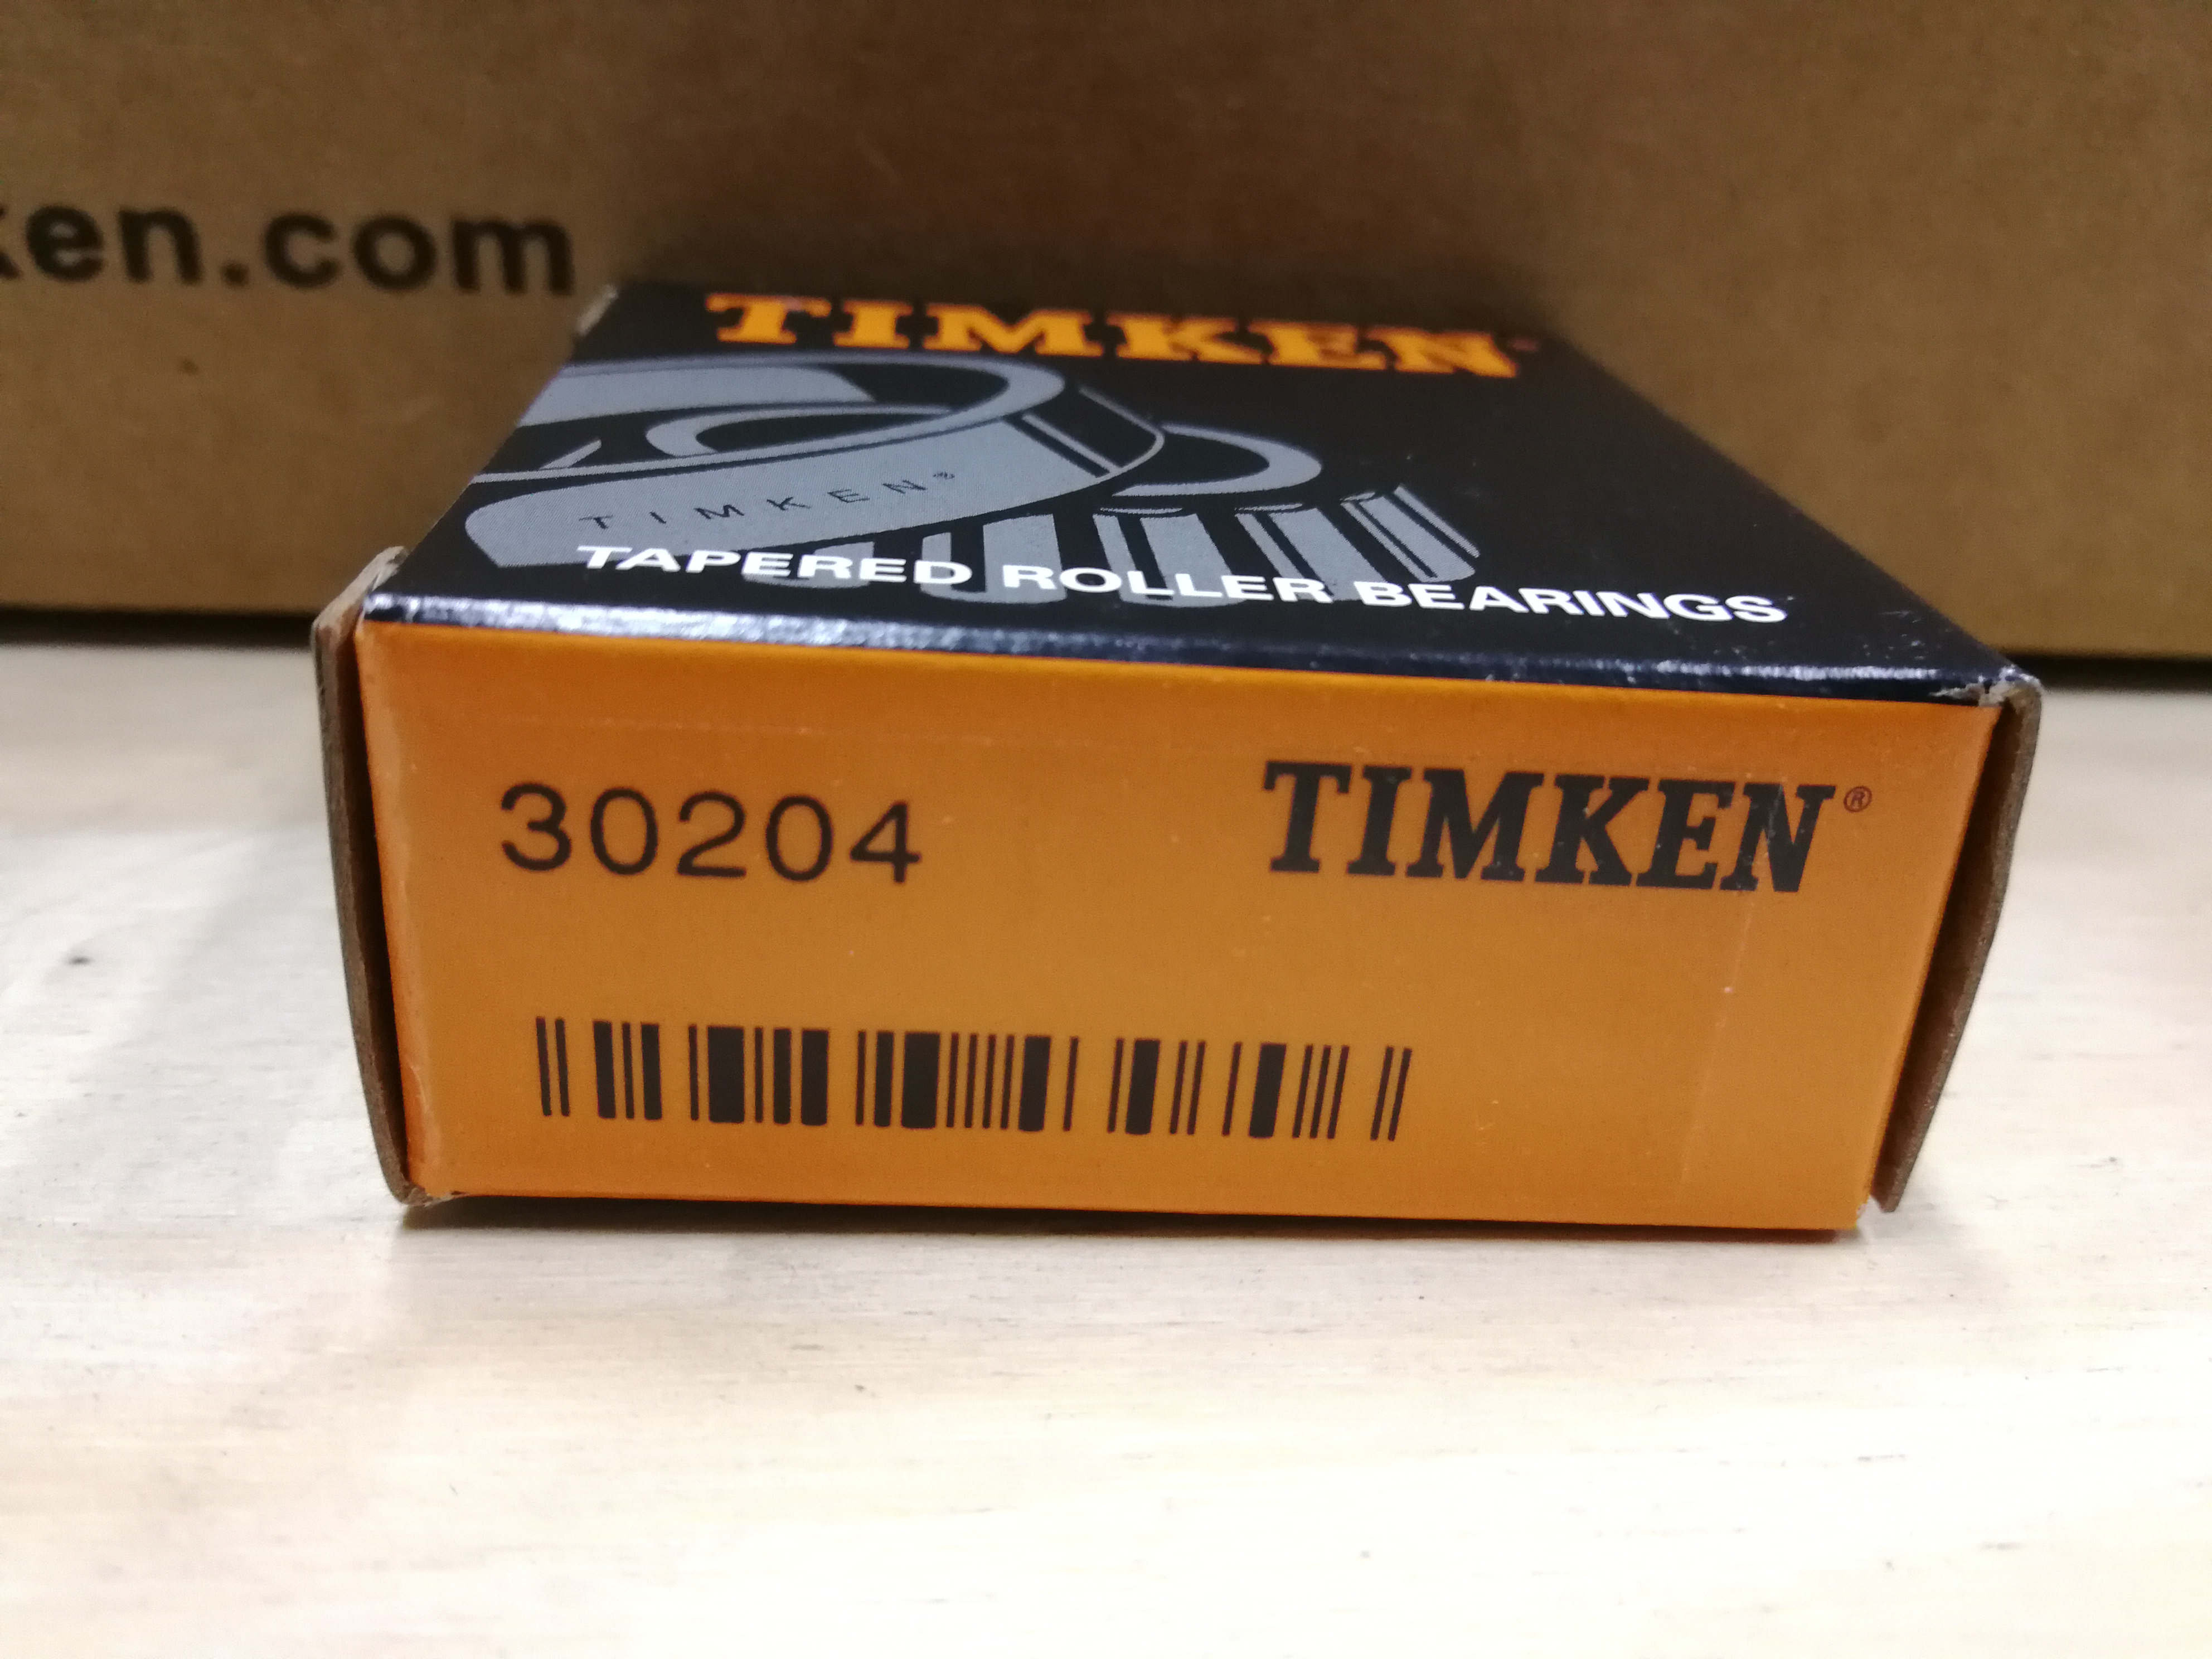 ken.com
TIMKEN
TIMKEN®
TAPERED ROLLER BEARINGS
30204
TIMKEN®